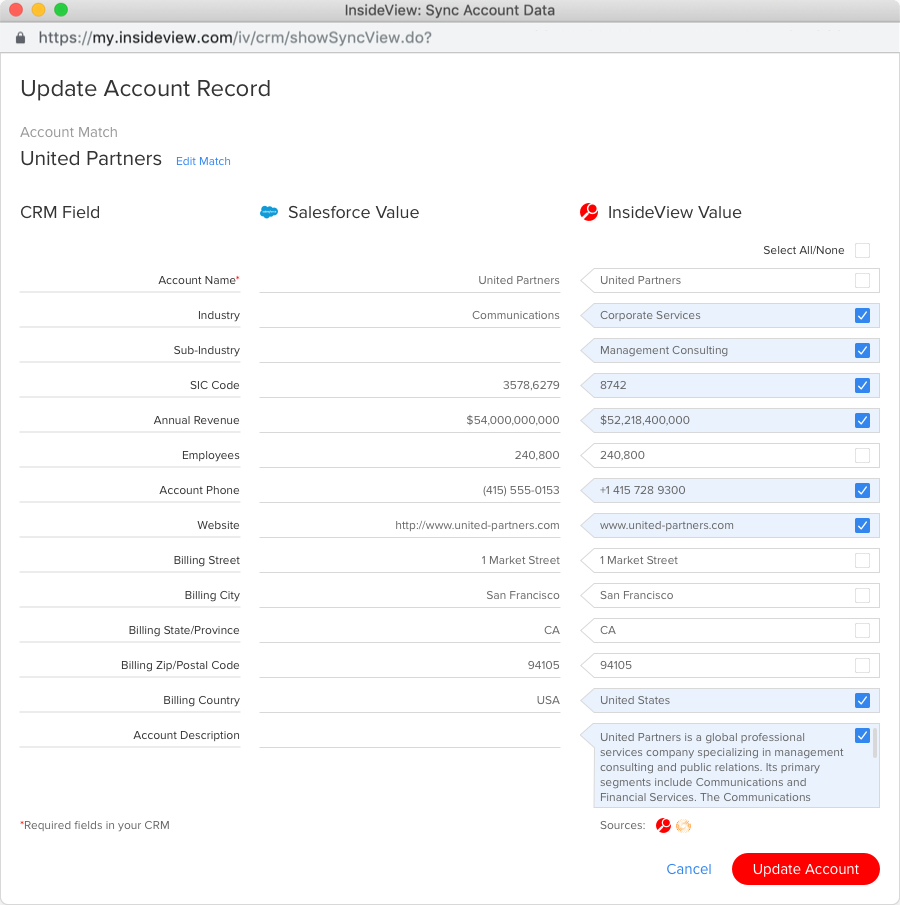 InsideView: Sync Account Data
https://my.insideview.com/iv/crm/showSyncView.do?
Update Account Record
Account Match
United Partners Edit Match
CRM Field Salesforce Value InsideView Value
Select All/None
Account Name* United Partners United Partners
Industry Communications Corporate Services
Sub-Industry Management Consulting
SIC Code 3578,6279 8742
Annual Revenue $54,000,000,000 $52,218,400,000
Employees 240,800 240,800
Account Phone (415) 555-0153 +1 415 728 9300
Website http://www.united-partners.com www.united-partners.com
Billing Street 1 Market Street 1 Market Street
Billing City San Francisco San Francisco
Billing State/Province CA CA
Billing Zip/Postal Code 94105 94105
Billing Country USA United States
Account Description United Partners is a global professional
services company specializing in management
consulting and public relations. Its primary
segments include Communications and
Financial Services. The Communications
*Required fields in your CRM Sources:
Cancel Update Account